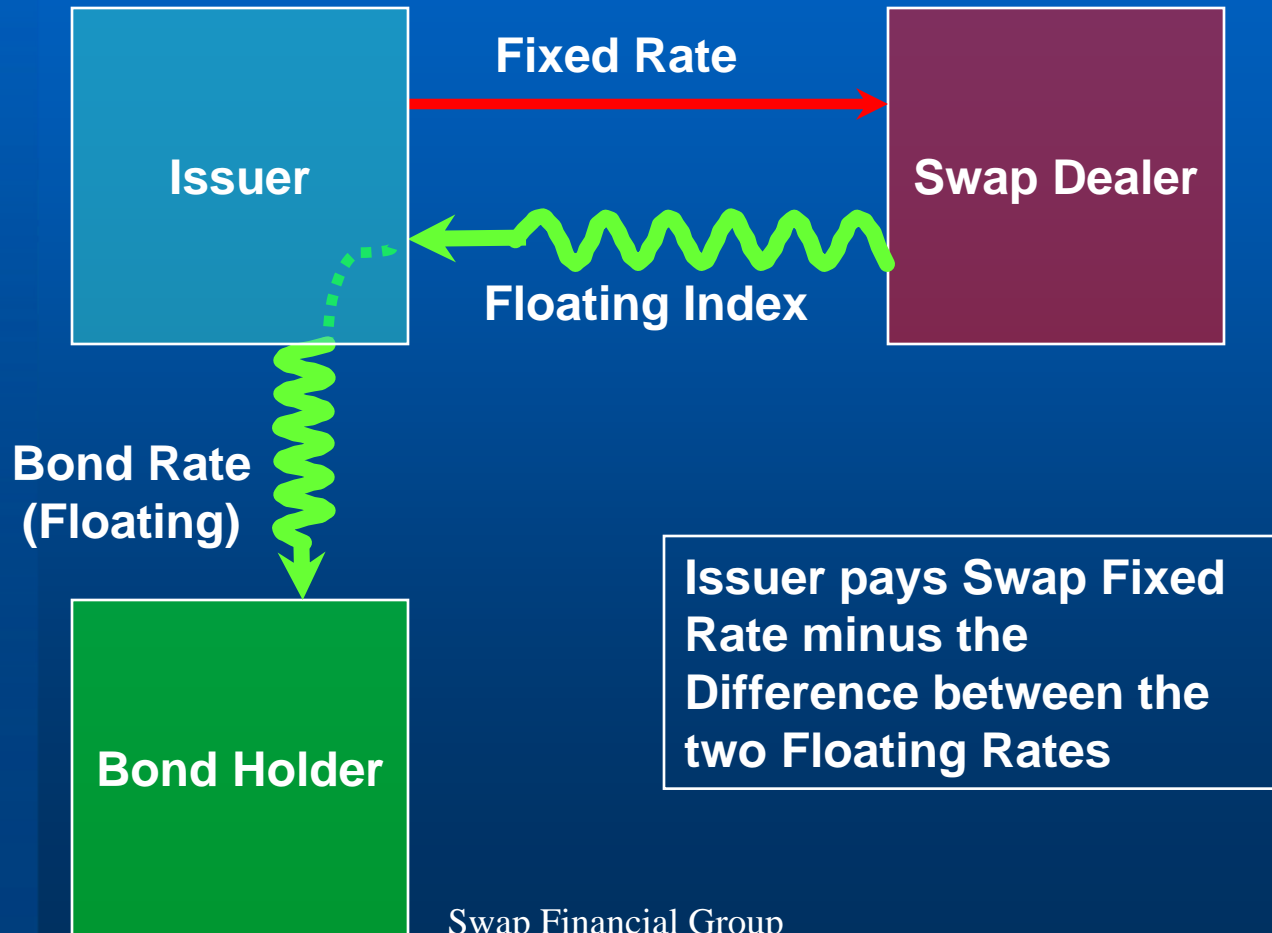 Fixed Rate
Issuer
Swap Dealer
Floating Index
Bond Rate
(Floating)
Issuer pays Swap Fixed
Rate minus the
Difference between the
two Floating Rates
Bond Holder
Swap Financial Group